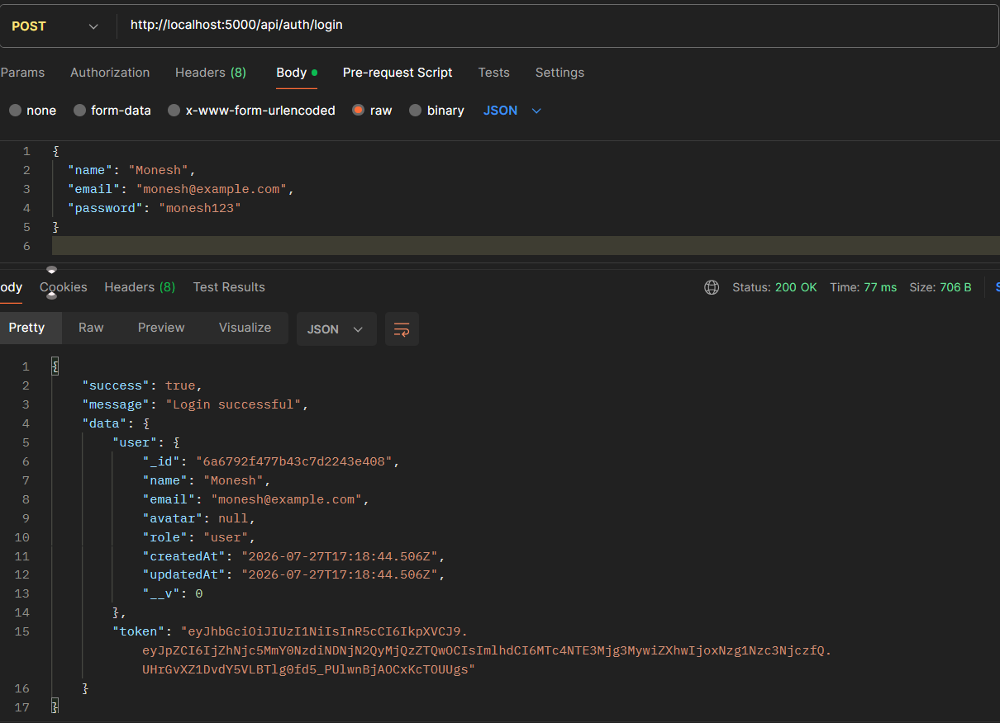 POST http://localhost:5000/api/auth/login
Params Authorization Headers (8) Body Pre-request Script Tests Settings
none form-data x-www-form-urlencoded raw binary JSON
1 {
2 "name": "Monesh",
3 "email": "monesh@example.com",
4 "password": "monesh123"
5 }
6
ody Cookies Headers (8) Test Results Status: 200 OK Time: 77 ms Size: 706 B S
Pretty Raw Preview Visualize JSON
1 {
2 "success": true,
3 "message": "Login successful",
4 "data": {
5 "user": {
6 "_id": "6a6792f477b43c7d2243e408",
7 "name": "Monesh",
8 "email": "monesh@example.com",
9 "avatar": null,
10 "role": "user",
11 "createdAt": "2026-07-27T17:18:44.506Z",
12 "updatedAt": "2026-07-27T17:18:44.506Z",
13 "__v": 0
14 },
15 "token": "eyJhbGciOiJIUzI1NiIsInR5cCI6IkpXVCJ9.
eyJpZCI6IjZhNjc5MmY0NzdiNDNjN2QyMjQzZTQwOCIsImlhdCI6MTc4NTE3Mjg3MywiZXhwIjoxNzg1Nzc3NjczfQ.
UHrGvXZ1DvdY5VLBTlg0fd5_PUlwnBjAOCxKcTOUUgs"
16 }
17 }